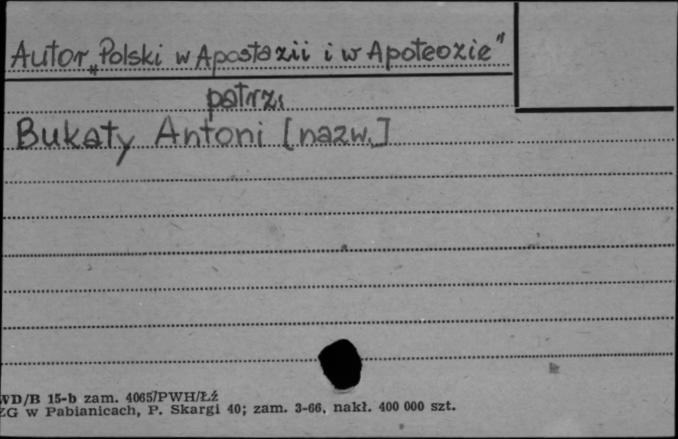 Autor „Polski w Apostazii i w Apoteozie"
patrz:
Bukaty Antoni [nazw.]
WD/B 15-b zam. 4065/PWH/Łź
ZG w Pabianicach, P. Skargi 40; zam. 3-66, nakł. 400 000 szt.